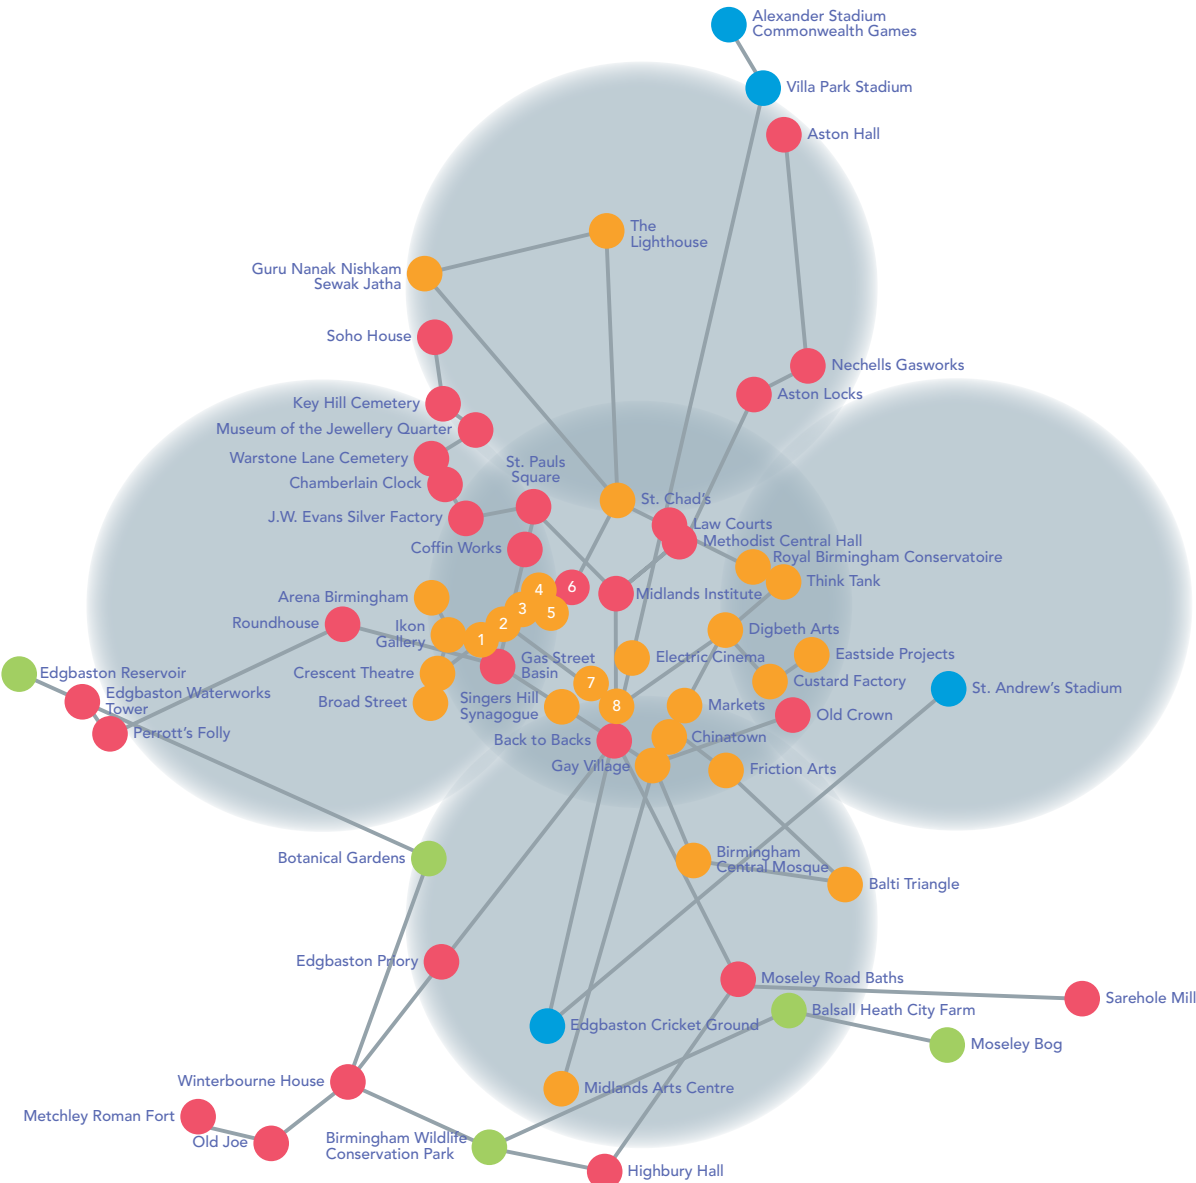 Alexander Stadium
Commonwealth Games
Villa Park Stadium
Aston Hall
The
Lighthouse
Guru Nanak Nishkam
Sewak Jatha
Soho House
Nechells Gasworks
Aston Locks
Key Hill Cemetery
Museum of the Jewellery Quarter
Warstone Lane Cemetery
St. Pauls
Square
Chamberlain Clock
St. Chad's
J.W. Evans Silver Factory
Law Courts
Methodist Central Hall
Coffin Works
Royal Birmingham Conservatoire
Think Tank
4
6
Midlands Institute
Arena Birmingham
3
5
Roundhouse
2
Ikon
Gallery
1
Digbeth Arts
Gas Street
Basin
Electric Cinema
Eastside Projects
Edgbaston Reservoir
Crescent Theatre
7
Custard Factory
St. Andrew's Stadium
Edgbaston Waterworks
Tower
Broad Street
Singers Hill
Synagogue
8
Markets
Old Crown
Perrott's Folly
Back to Backs
Chinatown
Gay Village
Friction Arts
Botanical Gardens
Birmingham
Central Mosque
Balti Triangle
Edgbaston Priory
Moseley Road Baths
Sarehole Mill
Balsall Heath City Farm
Edgbaston Cricket Ground
Moseley Bog
Winterbourne House
Midlands Arts Centre
Metchley Roman Fort
Old Joe
Birmingham Wildlife
Conservation Park
Highbury Hall